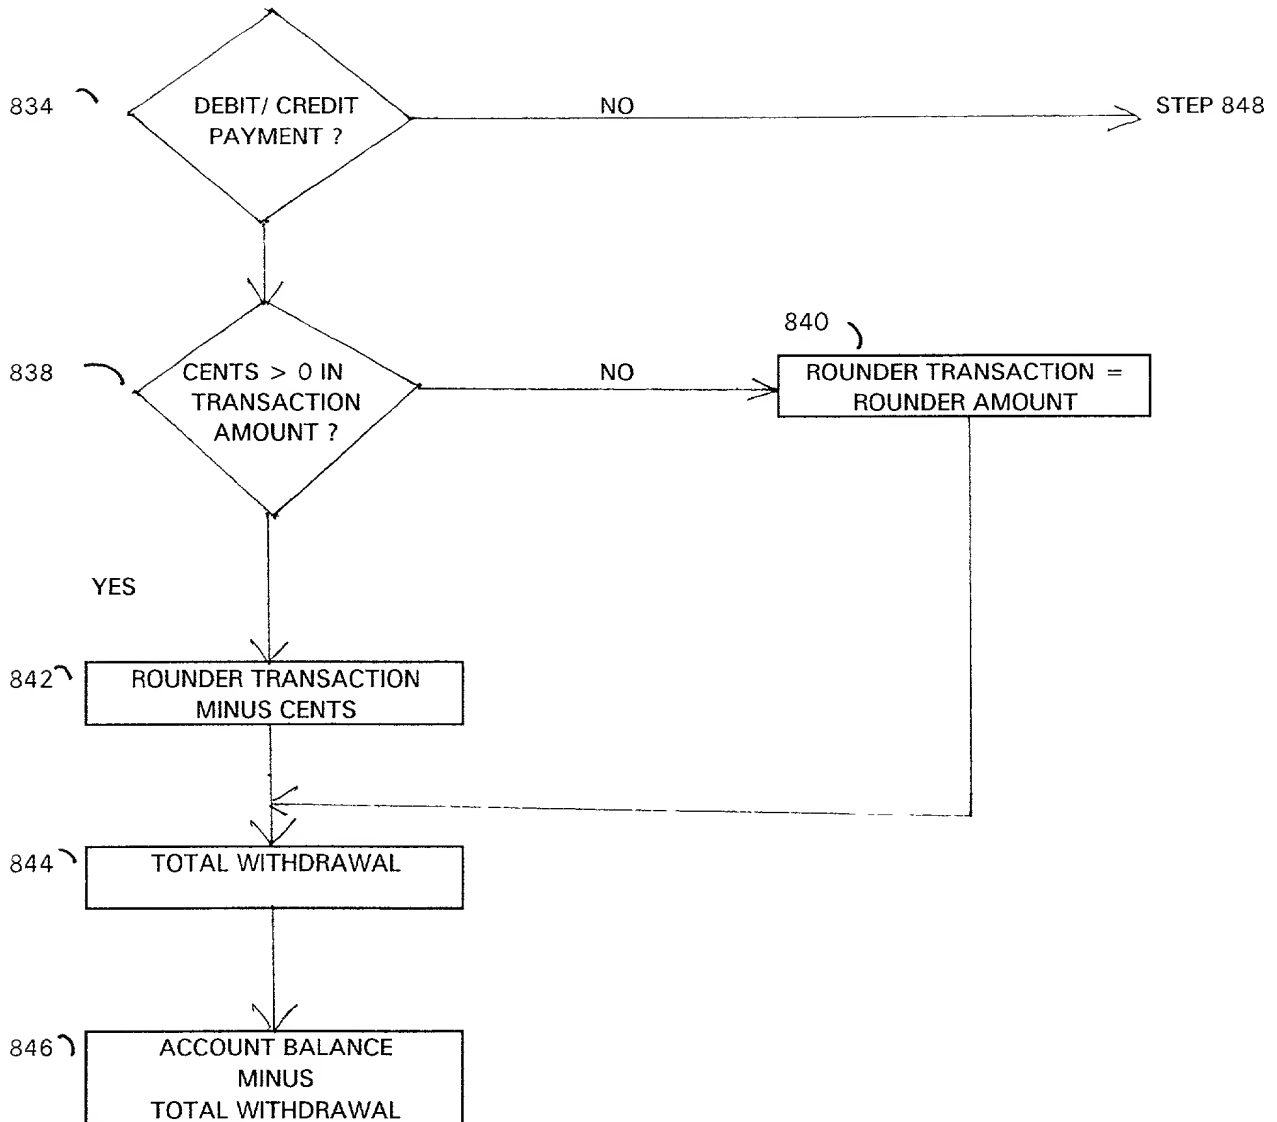 834
DEBIT/ CREDIT
PAYMENT ?
NO
STEP 848
838
CENTS > 0 IN
TRANSACTION
AMOUNT ?
NO
840
ROUNDER TRANSACTION =
ROUNDER AMOUNT
YES
842
ROUNDER TRANSACTION
MINUS CENTS
844
TOTAL WITHDRAWAL
846
ACCOUNT BALANCE
MINUS
TOTAL WITHDRAWAL